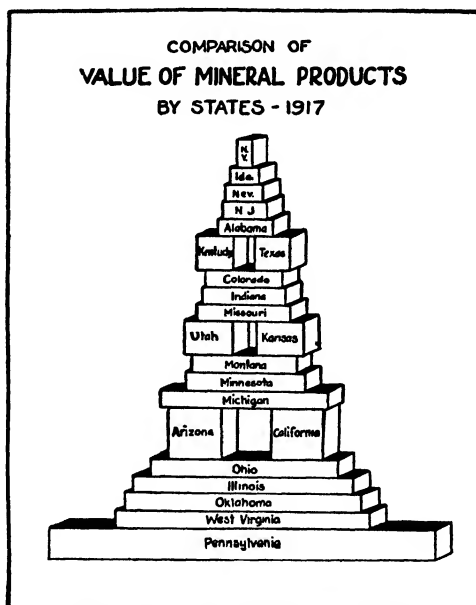 COMPARISON OF
VALUE OF MINERAL PRODUCTS
BY STATES - 1917
N.
Y.
Ida.
Nev.
N J
Alabama
Kentudy Texas
Colorado
Indiana
Missouri
Utah Kansas
Montana
Minnesota
Michigan
Arizona California
Ohio
Illinois
Oklahoma
West Virginia
Pennsylvania